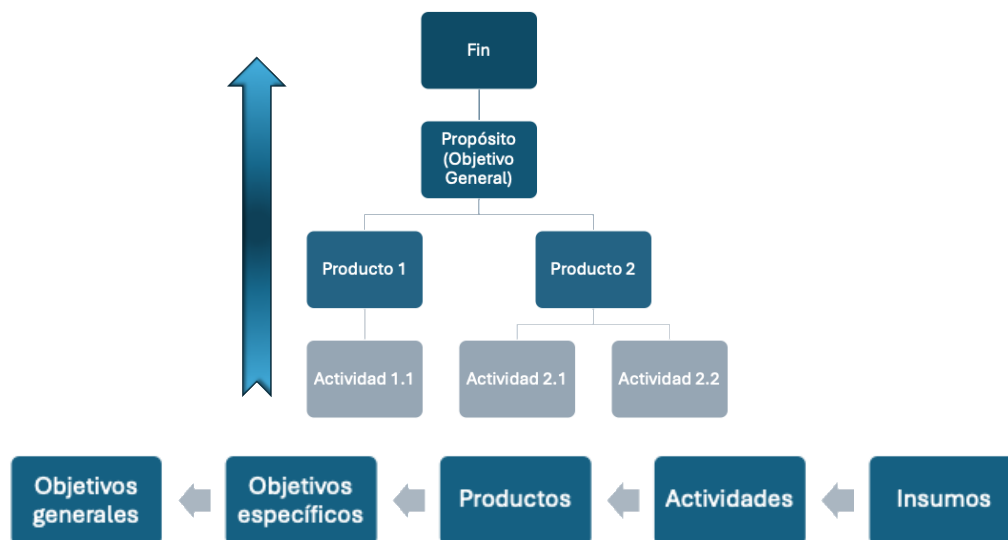 Fin
Propósito
(Objetivo
General)
Producto 1
Producto 2
Actividad 1.1
Actividad 2.1
Actividad 2.2
Objetivos
generales
Objetivos
específicos
Productos
Actividades
Insumos